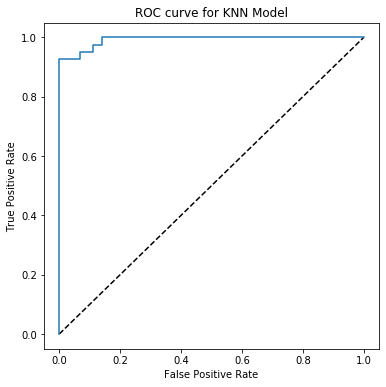 ROC curve for KNN Model
1.0
0.8
0.6
0.4
0.2
0.0
True Positive Rate
0.0 0.2 0.4 0.6 0.8 1.0
False Positive Rate